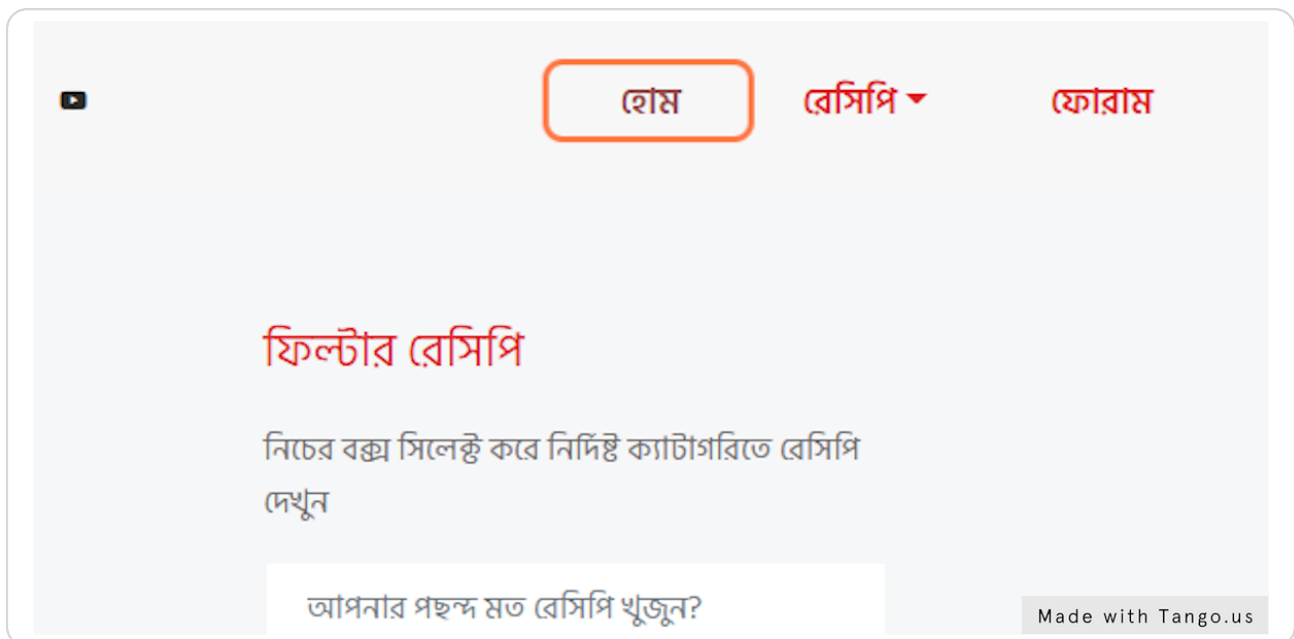 হোম রেসিপি ফোরাম
ফিল্টার রেসিপি
নিচের বক্স সিলেক্ট করে নির্দিষ্ট ক্যাটাগরিতে রেসিপি
দেখুন
আপনার পছন্দ মত রেসিপি খুজুন?
Made with Tango.us